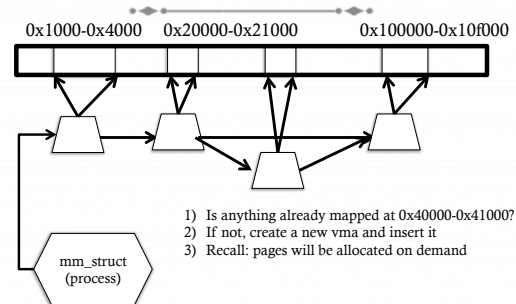 0x1000-0x4000 0x20000-0x21000 0x100000-0x10f000
1) Is anything already mapped at 0x40000-0x41000?
2) If not, create a new vma and insert it
3) Recall: pages will be allocated on demand
mm_struct
(process)